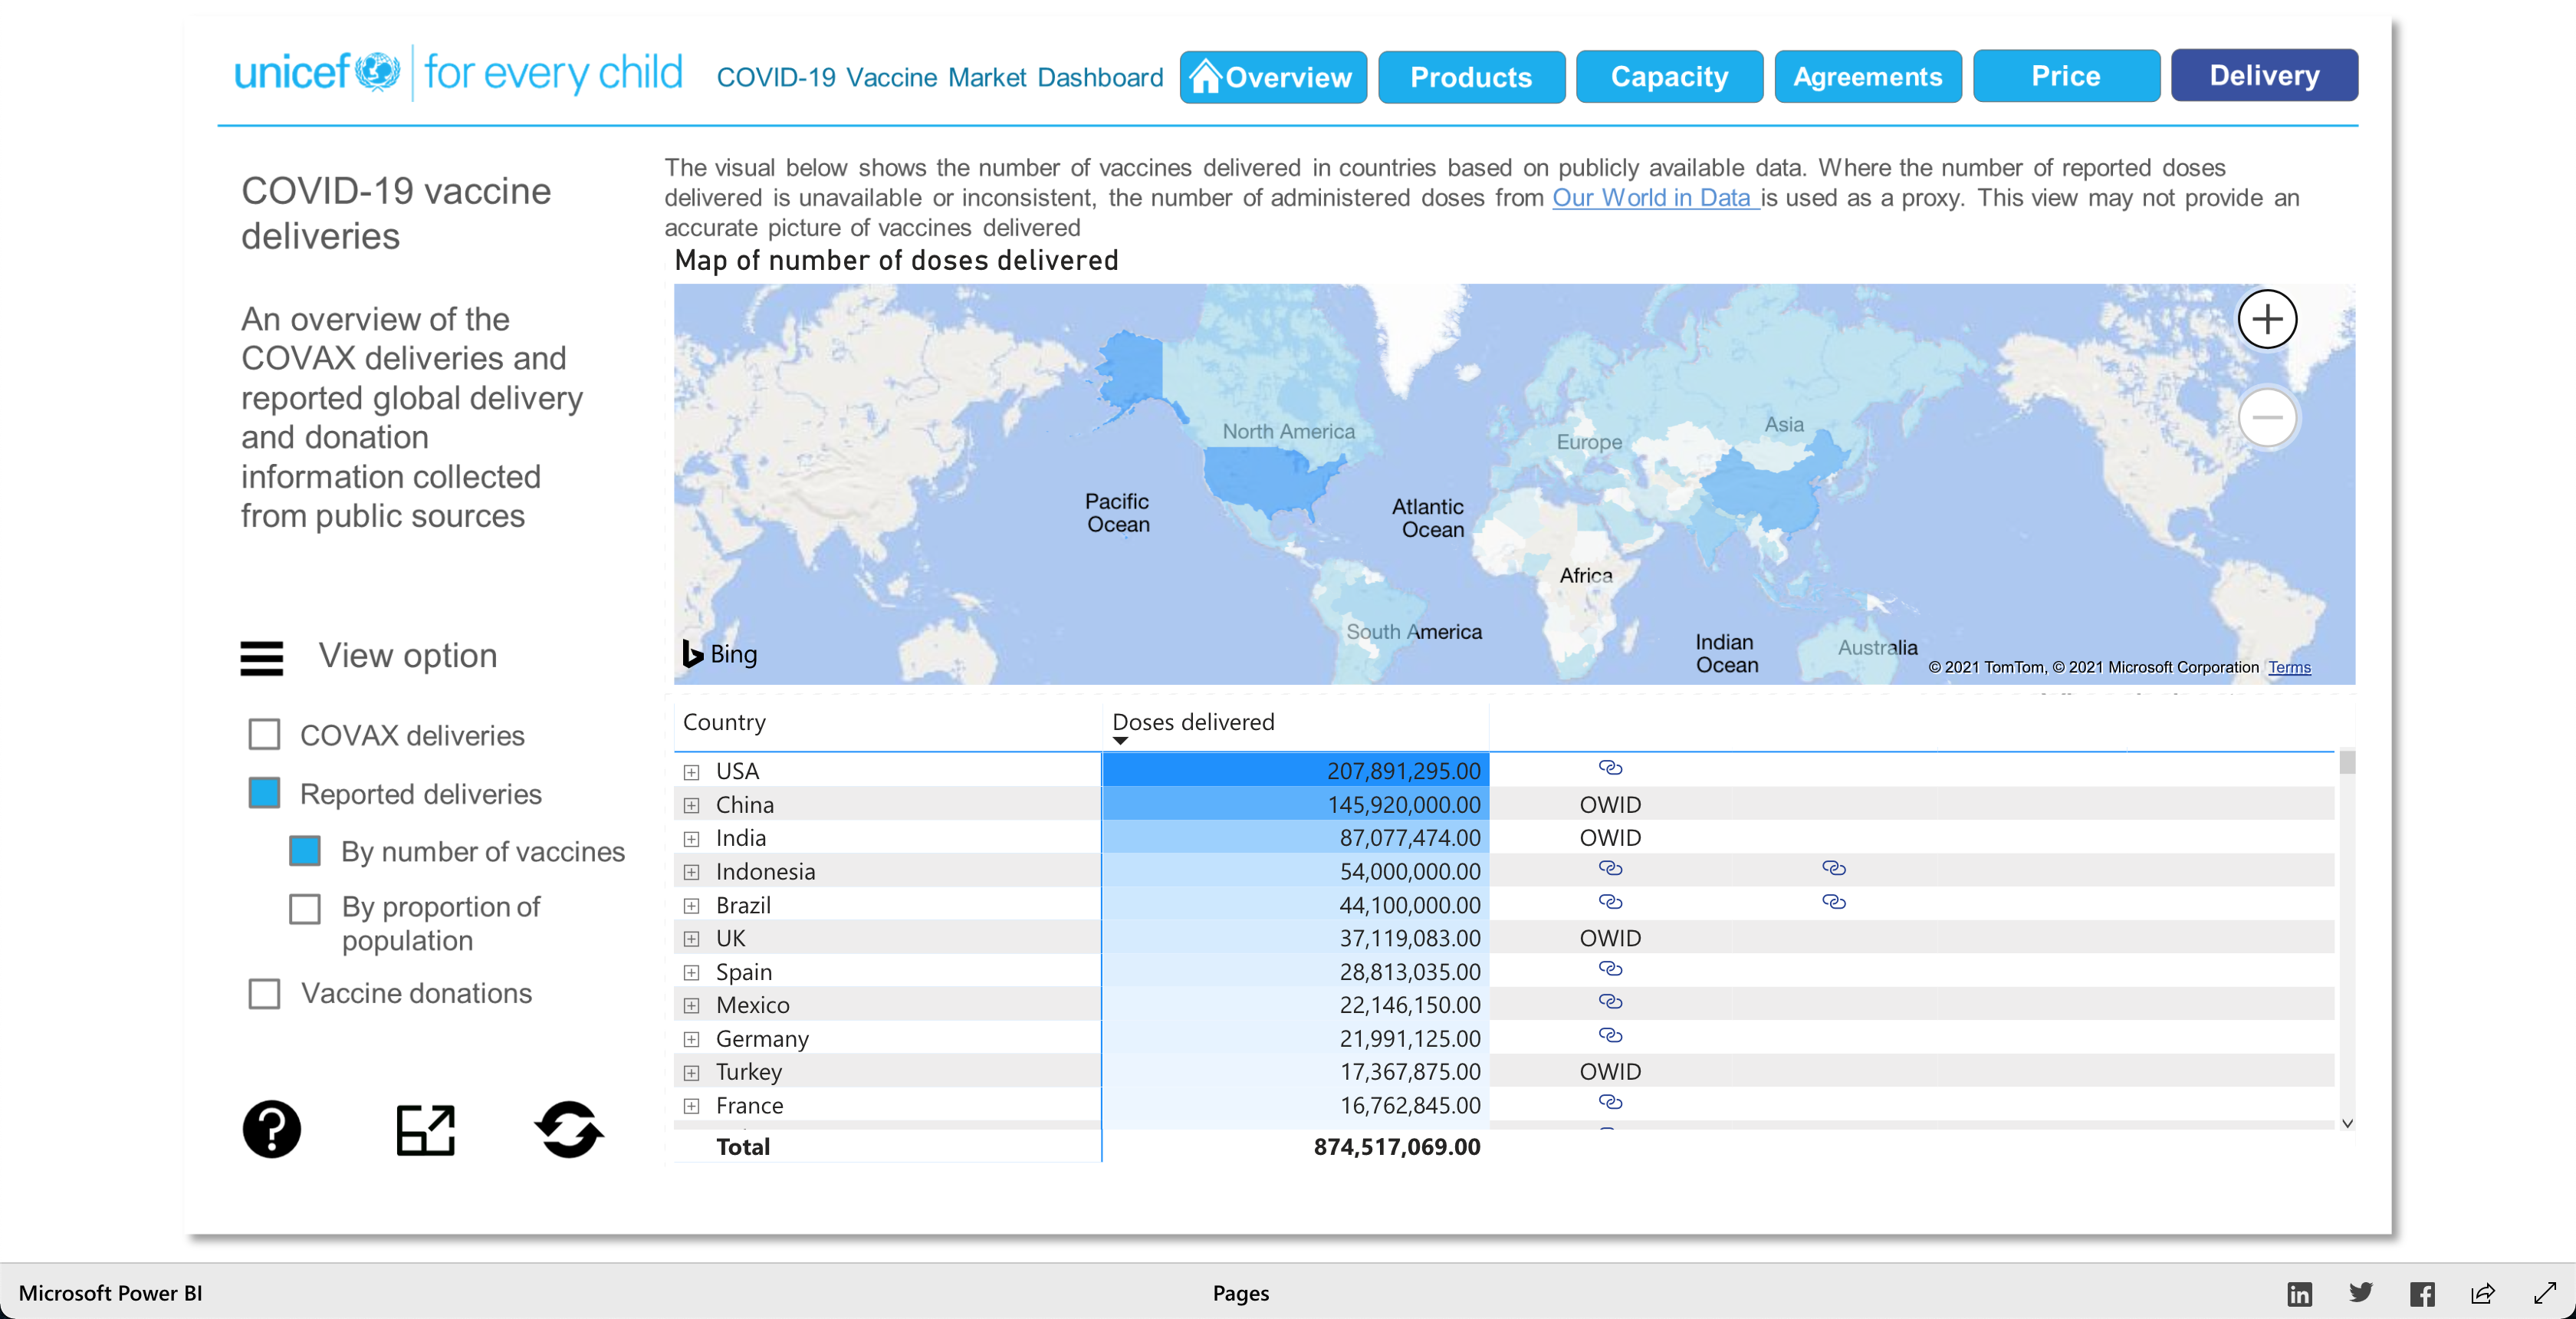 unicef for every child
COVID-19 Vaccine Market Dashboard
Overview
Products
Capacity
Agreements
Price
Delivery
COVID-19 vaccine
deliveries
An overview of the
COVAX deliveries and
reported global delivery
and donation
information collected
from public sources
View option
COVAX deliveries
Reported deliveries
By number of vaccines
By proportion of
population
Vaccine donations
The visual below shows the number of vaccines delivered in countries based on publicly available data. Where the number of reported doses
delivered is unavailable or inconsistent, the number of administered doses from Our World in Data is used as a proxy. This view may not provide an
accurate picture of vaccines delivered
Map of number of doses delivered
North America
Europe
Asia
Pacific
Ocean
Atlantic
Ocean
Africa
South America
Indian
Ocean
Australia
Bing
© 2021 TomTom, © 2021 Microsoft Corporation Terms
Country Doses delivered
USA 207,891,295.00
China 145,920,000.00 OWID
India 87,077,474.00 OWID
Indonesia 54,000,000.00
Brazil 44,100,000.00
UK 37,119,083.00 OWID
Spain 28,813,035.00
Mexico 22,146,150.00
Germany 21,991,125.00
Turkey 17,367,875.00 OWID
France 16,762,845.00
Total 874,517,069.00
Microsoft Power BI
Pages